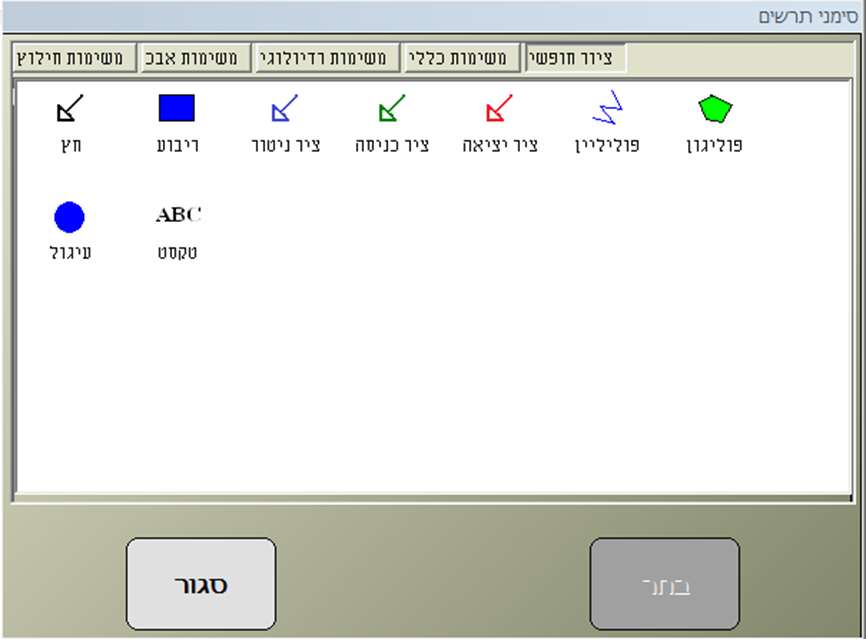 סימני תרשים
ציור חופשי משימות כללי משימות רדיולוגי משימות אבכ משימות חילוץ
פוליגון פוליליין ציר יציאה ציר כניסה ציר ניטור ריבוע חץ
ABC
טקסט עיגול
בחר סגור